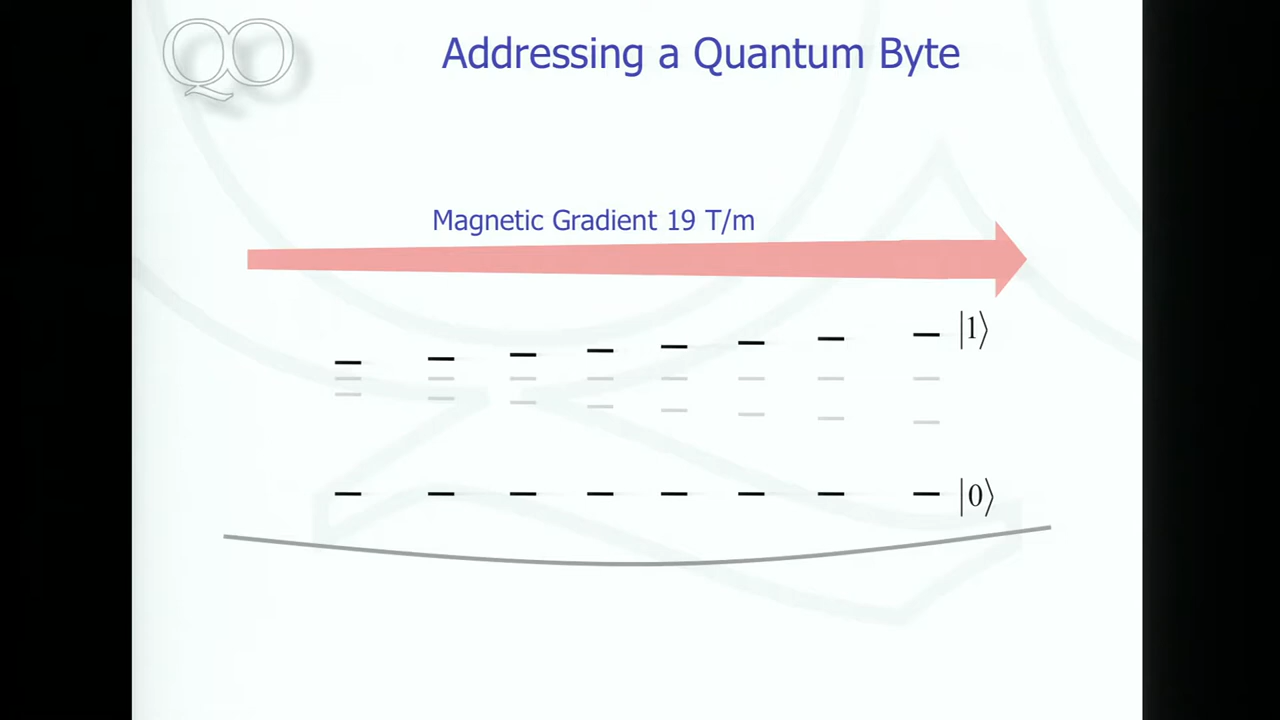 QO
Addressing a Quantum Byte
Magnetic Gradient 19 T/m
|1⟩
|0⟩